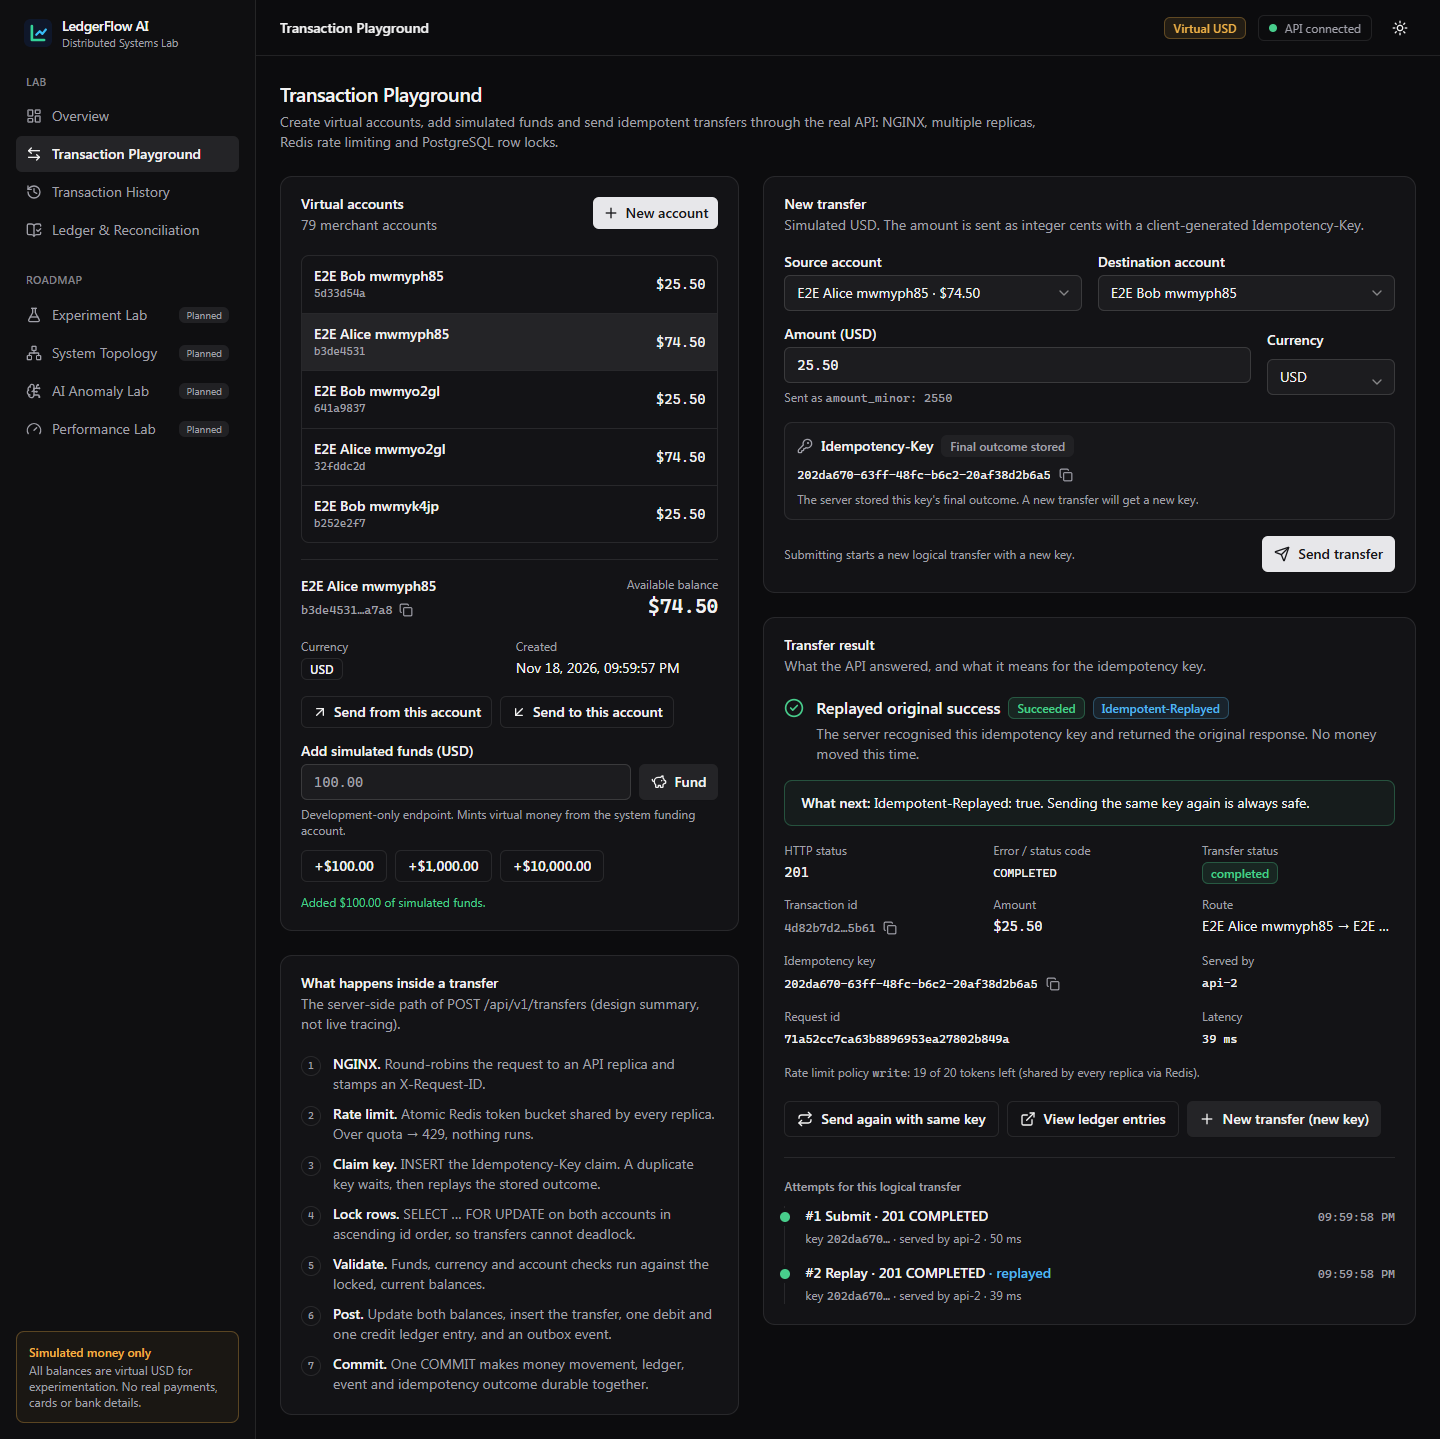 LedgerFlow AI
Distributed Systems Lab
LAB
Overview
Transaction Playground
Transaction History
Ledger & Reconciliation
ROADMAP
Experiment Lab Planned
System Topology Planned
AI Anomaly Lab Planned
Performance Lab Planned
Simulated money only
All balances are virtual USD for
experimentation. No real payments,
cards or bank details.
Transaction Playground
Virtual USD
API connected
Transaction Playground
Create virtual accounts, add simulated funds and send idempotent transfers through the real API: NGINX, multiple replicas,
Redis rate limiting and PostgreSQL row locks.
Virtual accounts
79 merchant accounts
New account
E2E Bob mwmyph85
5d33d54a
$25.50
E2E Alice mwmyph85
b3de4531
$74.50
E2E Bob mwmyo2gl
641a9837
$25.50
E2E Alice mwmyo2gl
32fddc2d
$74.50
E2E Bob mwmyk4jp
b252e2f7
$25.50
E2E Alice mwmyph85
b3de4531…a7a8
Available balance
$74.50
Currency
USD
Created
Nov 18, 2026, 09:59:57 PM
Send from this account
Send to this account
Add simulated funds (USD)
100.00
Fund
Development-only endpoint. Mints virtual money from the system funding
account.
+$100.00
+$1,000.00
+$10,000.00
Added $100.00 of simulated funds.
What happens inside a transfer
The server-side path of POST /api/v1/transfers (design summary,
not live tracing).
1 NGINX. Round-robins the request to an API replica and
stamps an X-Request-ID.
2 Rate limit. Atomic Redis token bucket shared by every replica.
Over quota → 429, nothing runs.
3 Claim key. INSERT the Idempotency-Key claim. A duplicate
key waits, then replays the stored outcome.
4 Lock rows. SELECT … FOR UPDATE on both accounts in
ascending id order, so transfers cannot deadlock.
5 Validate. Funds, currency and account checks run against the
locked, current balances.
6 Post. Update both balances, insert the transfer, one debit and
one credit ledger entry, and an outbox event.
7 Commit. One COMMIT makes money movement, ledger,
event and idempotency outcome durable together.
New transfer
Simulated USD. The amount is sent as integer cents with a client-generated Idempotency-Key.
Source account
E2E Alice mwmyph85 · $74.50
Destination account
E2E Bob mwmyph85
Amount (USD)
25.50
Currency
USD
Sent as amount_minor: 2550
Idempotency-Key Final outcome stored
202da670-63ff-48fc-b6c2-20af38d2b6a5
The server stored this key's final outcome. A new transfer will get a new key.
Submitting starts a new logical transfer with a new key.
Send transfer
Transfer result
What the API answered, and what it means for the idempotency key.
Replayed original success Succeeded Idempotent-Replayed
The server recognised this idempotency key and returned the original response. No money
moved this time.
What next: Idempotent-Replayed: true. Sending the same key again is always safe.
HTTP status
201
Error / status code
COMPLETED
Transfer status
completed
Transaction id
4d82b7d2…5b61
Amount
$25.50
Route
E2E Alice mwmyph85 → E2E ...
Idempotency key
202da670-63ff-48fc-b6c2-20af38d2b6a5
Served by
api-2
Request id
71a52cc7ca63b8896953ea27802b849a
Latency
39 ms
Rate limit policy write: 19 of 20 tokens left (shared by every replica via Redis).
Send again with same key
View ledger entries
New transfer (new key)
Attempts for this logical transfer
#1 Submit · 201 COMPLETED
09:59:58 PM
key 202da670… · served by api-2 · 50 ms
#2 Replay · 201 COMPLETED · replayed
09:59:58 PM
key 202da670… · served by api-2 · 39 ms